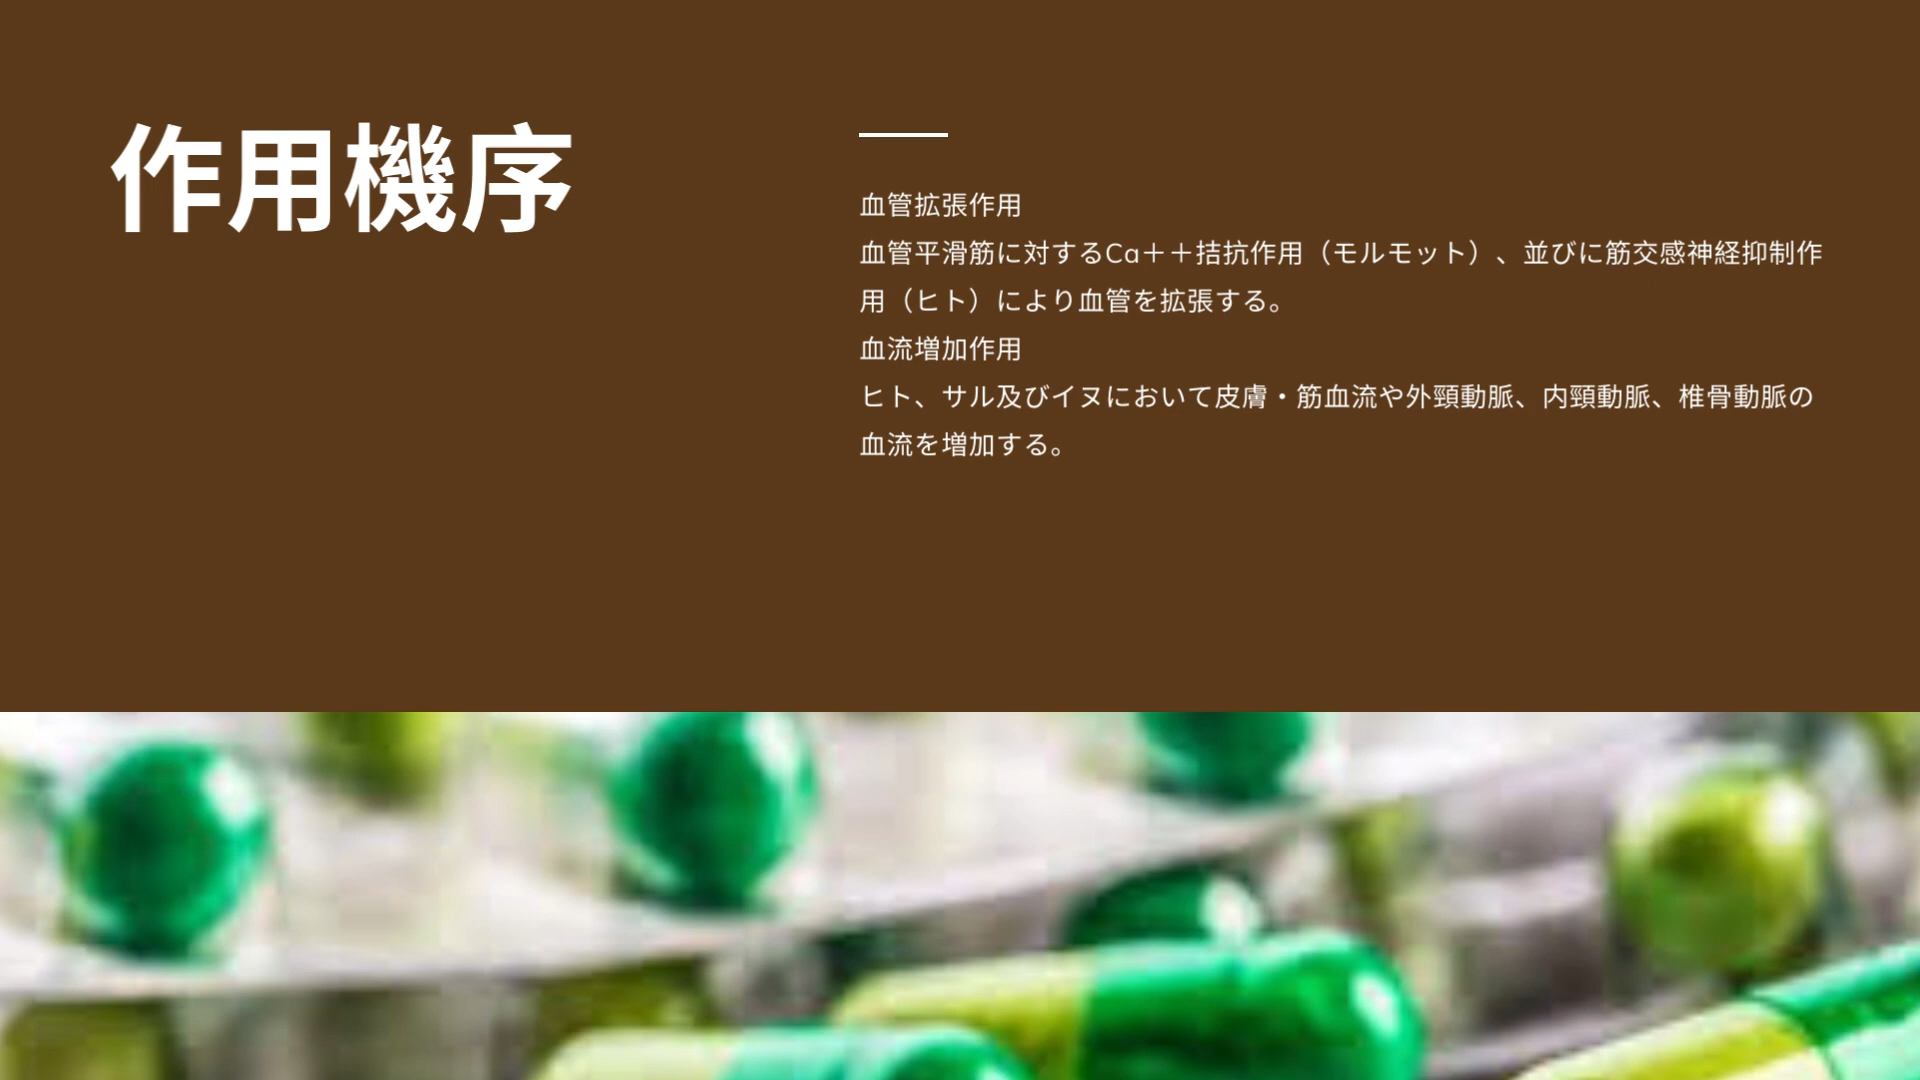 作用機序
血管拡張作用
血管平滑筋に対するCa＋＋拮抗作用（モルモット）、並びに筋交感神経抑制作
用（ヒト）により血管を拡張する。
血流増加作用
ヒト、サル及びイヌにおいて皮膚・筋血流や外頸動脈、内頸動脈、椎骨動脈の
血流を増加する。